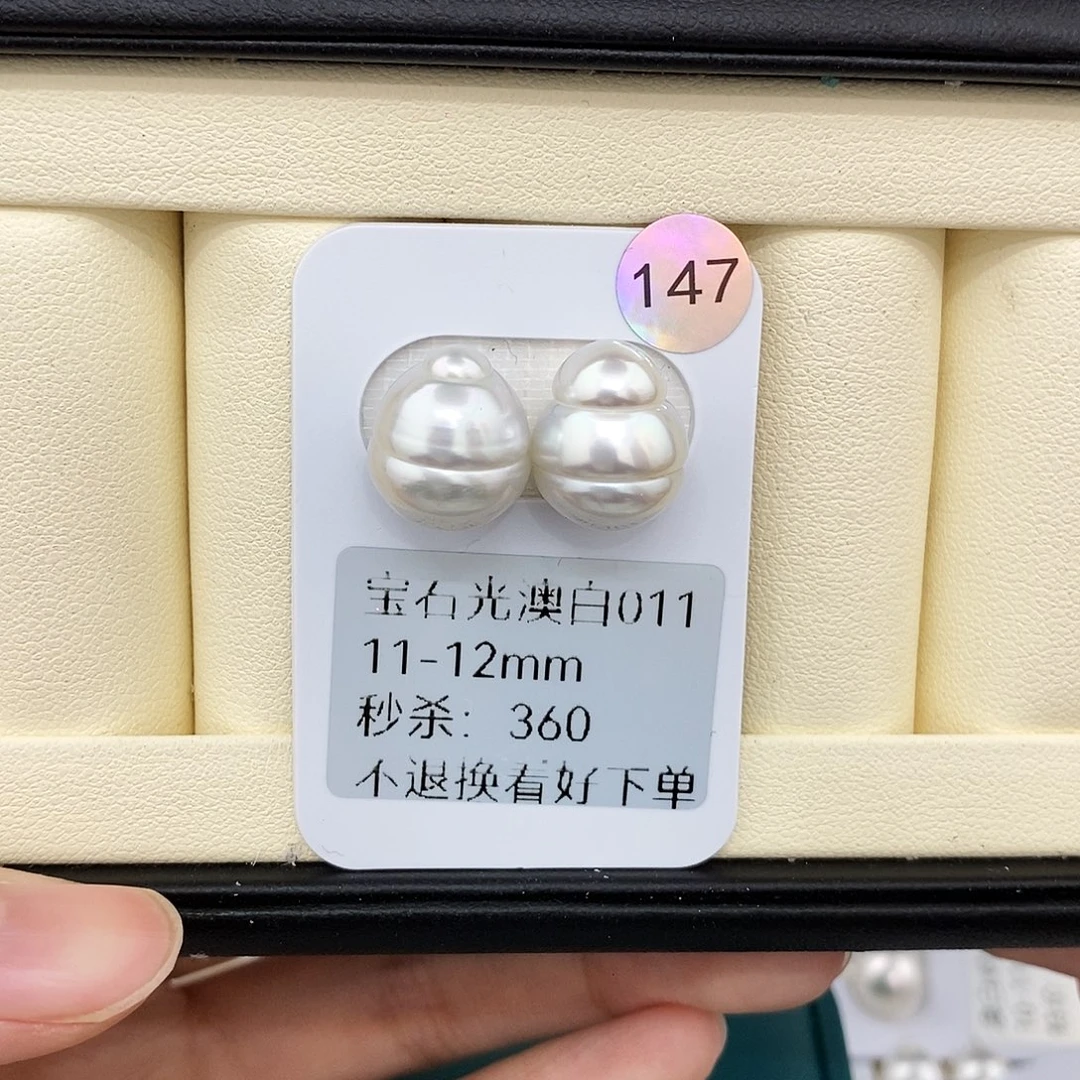 147
宝石光澳白011
11-12mm
秒杀: 360
不退换看好下单